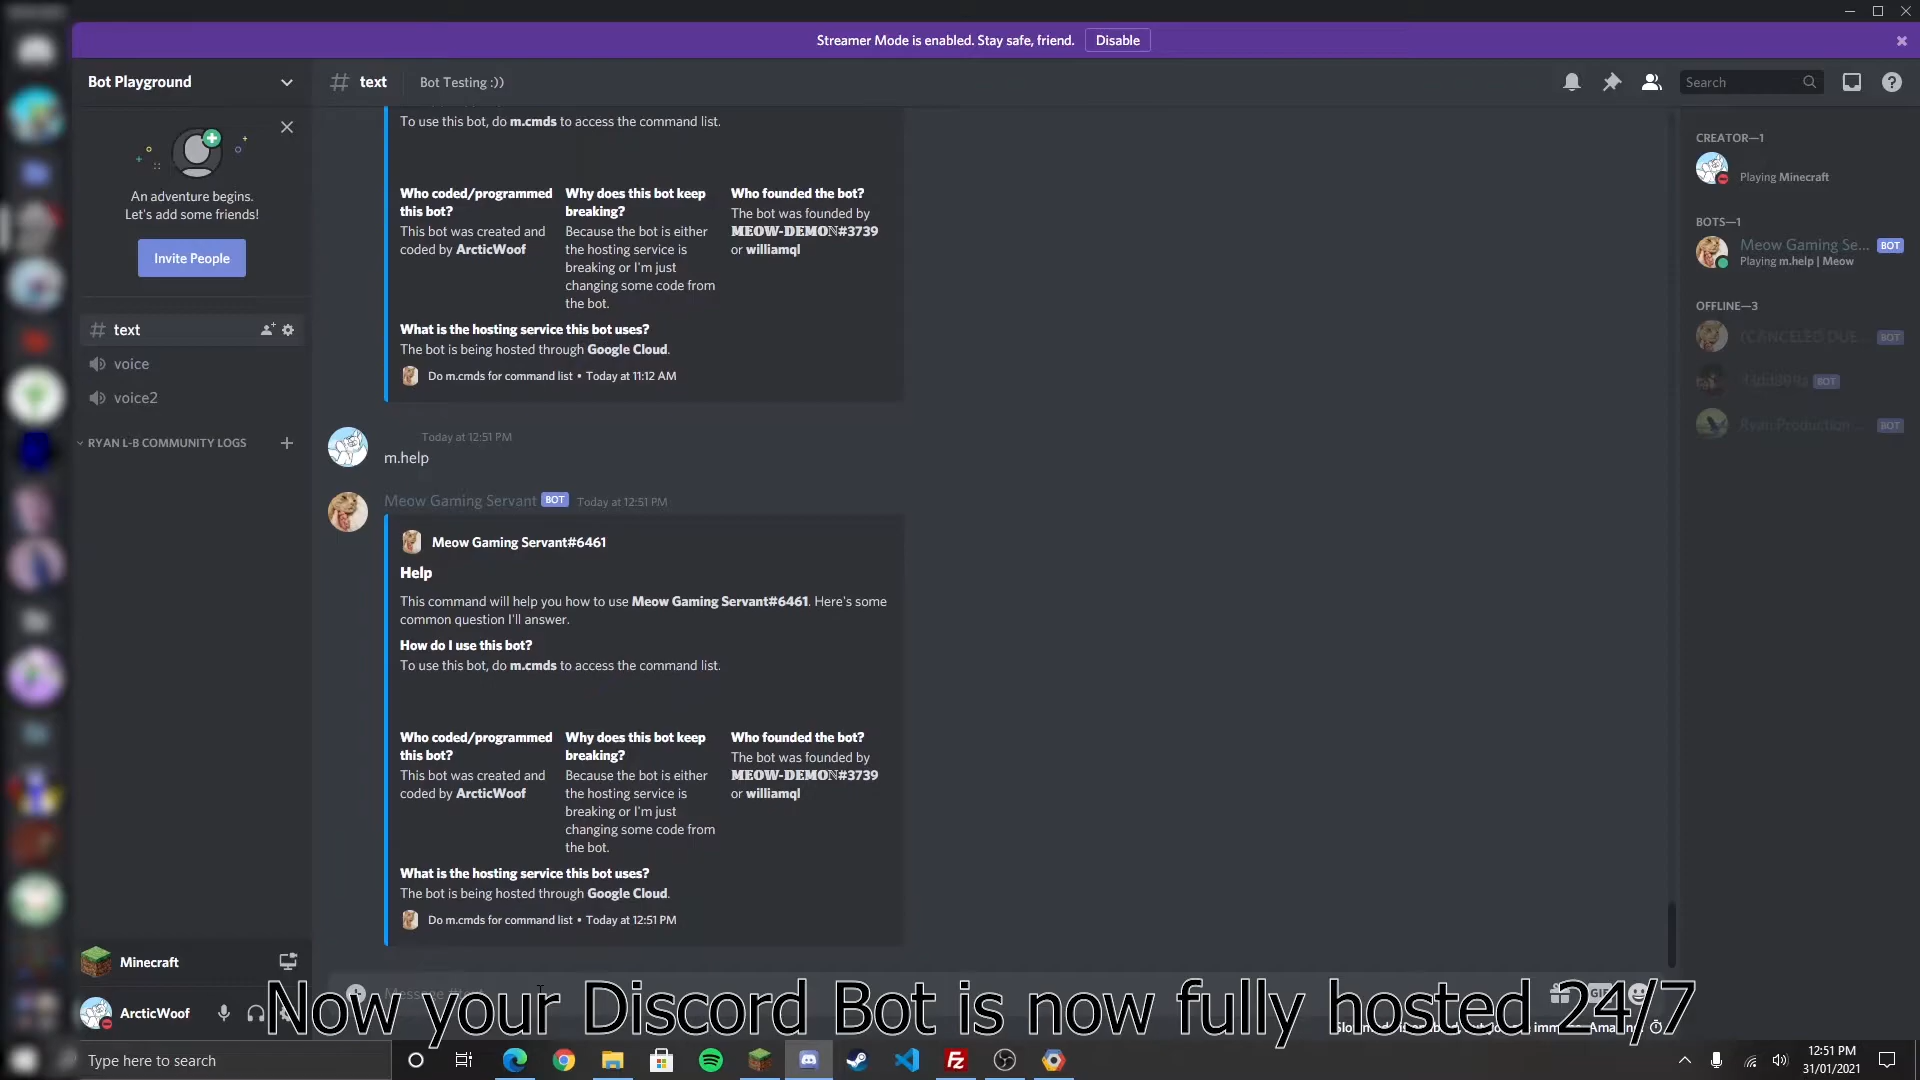 Streamer Mode is enabled. Stay safe, friend.
Disable
Bot Playground
text
Bot Testing :))
Search
An adventure begins.
Let's add some friends!
Invite People
text
voice
voice2
RYAN L-B COMMUNITY LOGS
To use this bot, do m.cmds to access the command list.
Who coded/programmed
this bot?
This bot was created and
coded by ArcticWoof
Why does this bot keep
breaking?
Because the bot is either
the hosting service is
breaking or I'm just
changing some code from
the bot.
Who founded the bot?
The bot was founded by
MEOW-DEMON#3739
or williamql
What is the hosting service this bot uses?
The bot is being hosted through Google Cloud.
Do m.cmds for command list • Today at 11:12 AM
Today at 12:51 PM
m.help
Meow Gaming Servant BOT Today at 12:51 PM
Meow Gaming Servant#6461
Help
This command will help you how to use Meow Gaming Servant#6461. Here's some
common question I'll answer.
How do I use this bot?
To use this bot, do m.cmds to access the command list.
Who coded/programmed
this bot?
This bot was created and
coded by ArcticWoof
Why does this bot keep
breaking?
Because the bot is either
the hosting service is
breaking or I'm just
changing some code from
the bot.
Who founded the bot?
The bot was founded by
MEOW-DEMON#3739
or williamql
What is the hosting service this bot uses?
The bot is being hosted through Google Cloud.
Do m.cmds for command list • Today at 12:51 PM
CREATOR—1
Playing Minecraft
BOTS—1
Meow Gaming Se... BOT
Playing m.help | Meow
OFFLINE—3
(CANCELED DUE... BOT
BOT
Ryan Production ... BOT
Minecraft
ArcticWoof
Message #text
GIF
Now your Discord Bot is now fully hosted 24/7
Type here to search
12:51 PM
31/01/2021